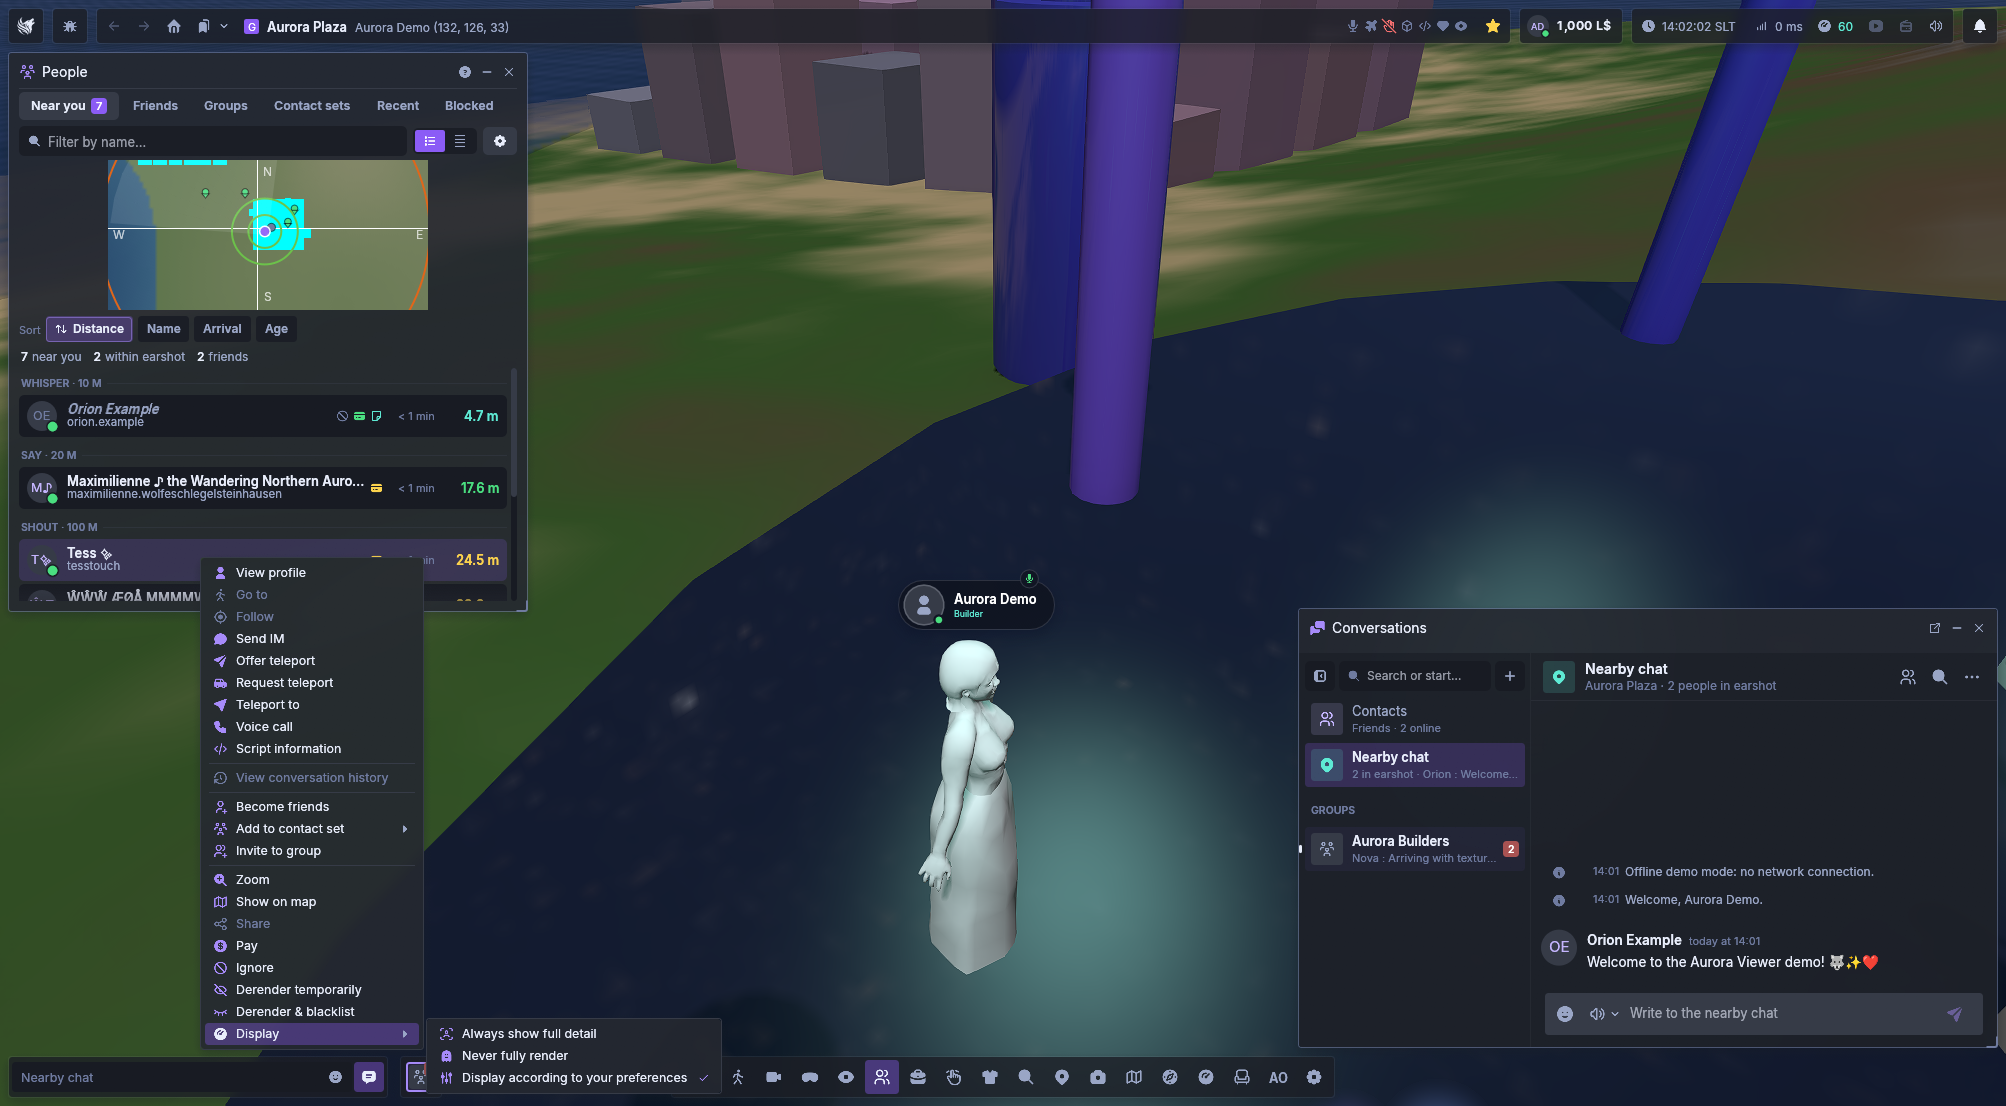 G Aurora Plaza Aurora Demo (132, 126, 33)
AD 1,000 L$
14:02:02 SLT 0 ms 60
People
Near you 7 Friends Groups Contact sets Recent Blocked
Filter by name...
N
W E
S
Sort Distance Name Arrival Age
7 near you 2 within earshot 2 friends
WHISPER · 10 M
OE Orion Example
orion.example
< 1 min 4.7 m
SAY · 20 M
M♪ Maximilienne ♪ the Wandering Northern Auro...
maximilienne.wolfeschlegelsteinhausen
< 1 min 17.6 m
SHOUT · 100 M
T Tess
tesstouch
24.5 m
View profile
Go to
Follow
Send IM
Offer teleport
Request teleport
Teleport to
Voice call
Script information
View conversation history
Become friends
Add to contact set
Invite to group
Zoom
Show on map
Share
Pay
Ignore
Derender temporarily
Derender & blacklist
Display
Always show full detail
Never fully render
Display according to your preferences
Aurora Demo
Builder
Conversations
Search or start...
Contacts
Friends · 2 online
Nearby chat
2 in earshot · Orion : Welcome...
GROUPS
Aurora Builders
Nova : Arriving with textur...
2
Nearby chat
Aurora Plaza · 2 people in earshot
14:01 Offline demo mode: no network connection.
14:01 Welcome, Aurora Demo.
OE Orion Example today at 14:01
Welcome to the Aurora Viewer demo! 🐺✨❤️
Write to the nearby chat
Nearby chat
AO